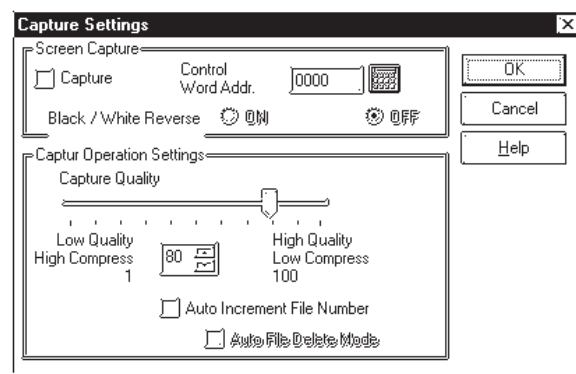 Capture Settings
Screen Capture
Capture
Control
Word Addr.
0000
Black / White Reverse
ON
OFF
OK
Cancel
Help
Captur Operation Settings
Capture Quality
Low Quality
High Compress
1
80
High Quality
Low Compress
100
Auto Increment File Number
Auto File Delete Mode